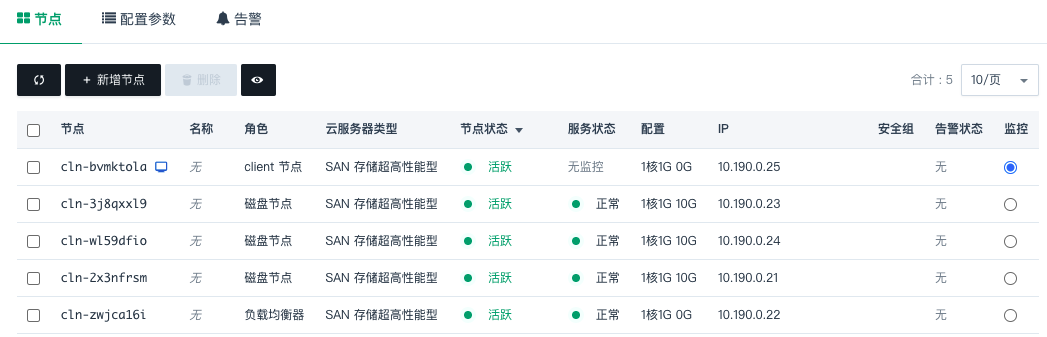 节点 配置参数 告警
+ 新增节点 删除 合计：5 10/页
节点 名称 角色 云服务器类型 节点状态 服务状态 配置 IP 安全组 告警状态 监控
cln-bvmktola 无 client 节点 SAN 存储超高性能型 活跃 无监控 1核1G 0G 10.190.0.25 无
cln-3j8qxxl9 无 磁盘节点 SAN 存储超高性能型 活跃 正常 1核1G 10G 10.190.0.23 无
cln-wl59dfio 无 磁盘节点 SAN 存储超高性能型 活跃 正常 1核1G 10G 10.190.0.24 无
cln-2x3nfrsm 无 磁盘节点 SAN 存储超高性能型 活跃 正常 1核1G 10G 10.190.0.21 无
cln-zwjca16i 无 负载均衡器 SAN 存储超高性能型 活跃 正常 1核1G 0G 10.190.0.22 无